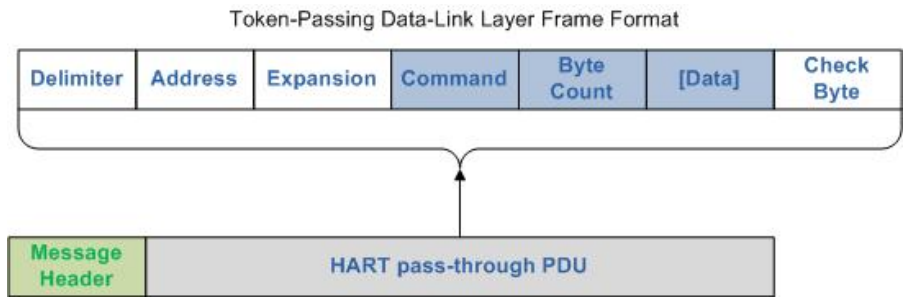 Token-Passing Data-Link Layer Frame Format
Delimiter Address Expansion Command Byte Count [Data] Check Byte
Message Header HART pass-through PDU